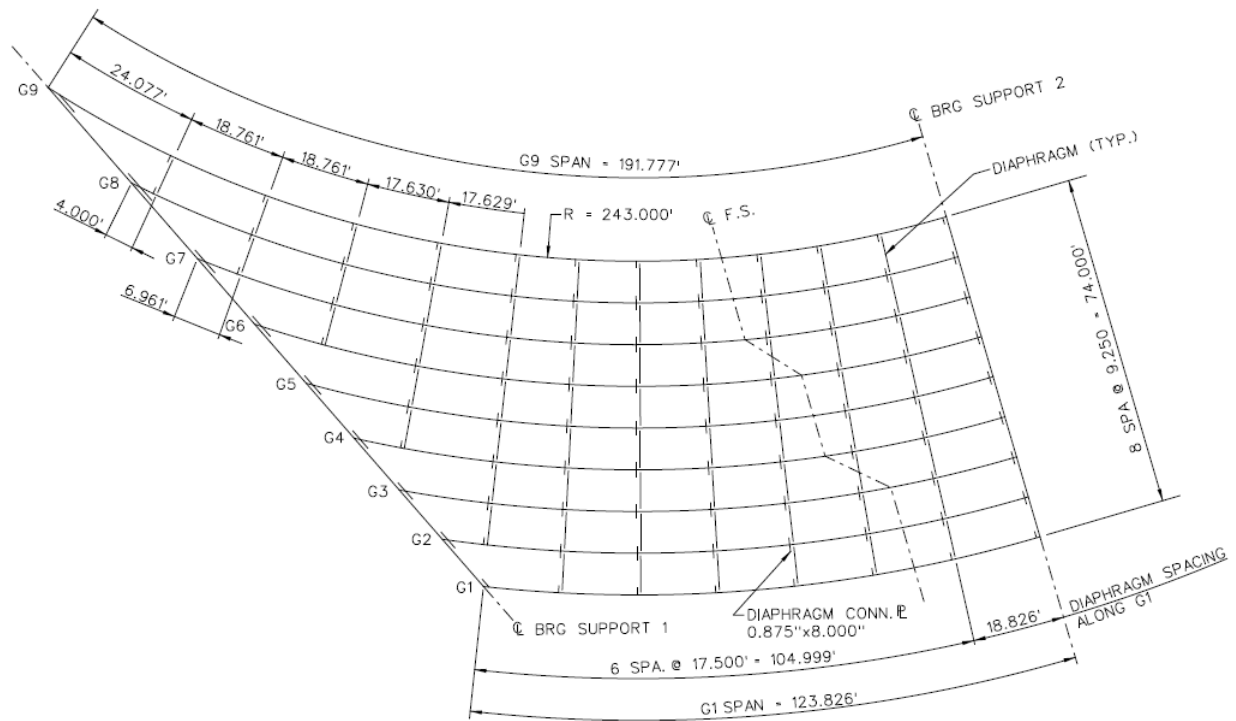 ℄ BRG SUPPORT 2
G9
24.077'
18.761'
18.761'
17.630'
17.629'
G9 SPAN = 191.777'
DIAPHRAGM (TYP.)
G8
4.000'
R = 243.000'
℄ F.S.
G7
6.961'
G6
8 SPA @ 9.250 = 74.000'
G5
G4
G3
G2
G1
℄ BRG SUPPORT 1
DIAPHRAGM CONN. ⅊
0.875"x8.000"
18.826'
DIAPHRAGM SPACING
ALONG G1
6 SPA. @ 17.500' = 104.999'
G1 SPAN = 123.826'